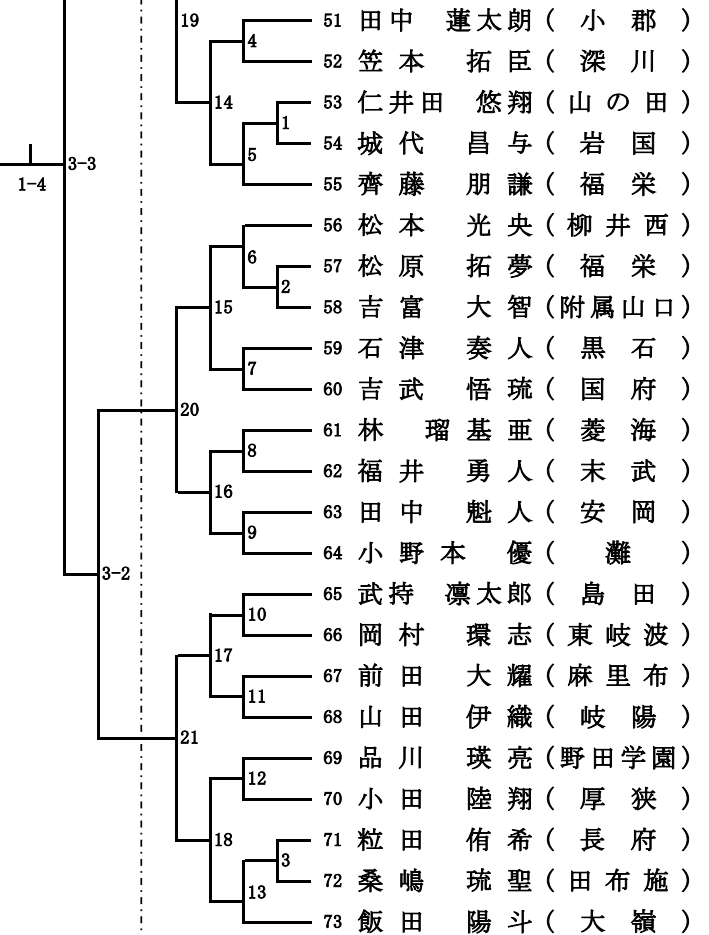 51 田中 蓮太朗 ( 小 郡 )
52 笠本 拓臣 ( 深 川 )
53 仁井田 悠翔 ( 山の田 )
54 城代 昌与 ( 岩 国 )
55 齊藤 朋謙 ( 福 栄 )
56 松本 光央 ( 柳井西 )
57 松原 拓夢 ( 福 栄 )
58 吉富 大智 (附属山口)
59 石津 奏人 ( 黒 石 )
60 吉武 悟琉 ( 国 府 )
61 林 瑠基亜 ( 菱 海 )
62 福井 勇人 ( 末 武 )
63 田中 魁人 ( 安 岡 )
64 小野本 優 ( 灘 )
65 武持 凛太郎 ( 島 田 )
66 岡村 環志 ( 東岐波 )
67 前田 大耀 ( 麻里布 )
68 山田 伊織 ( 岐 陽 )
69 品川 瑛亮 (野田学園)
70 小田 陸翔 ( 厚 狭 )
71 粒田 侑希 ( 長 府 )
72 桑嶋 琉聖 ( 田布施 )
73 飯田 陽斗 ( 大 嶺 )
19
4
14
1
5
3-3
1-4
6
2
15
7
20
8
16
9
3-2
10
17
11
21
12
18
3
13